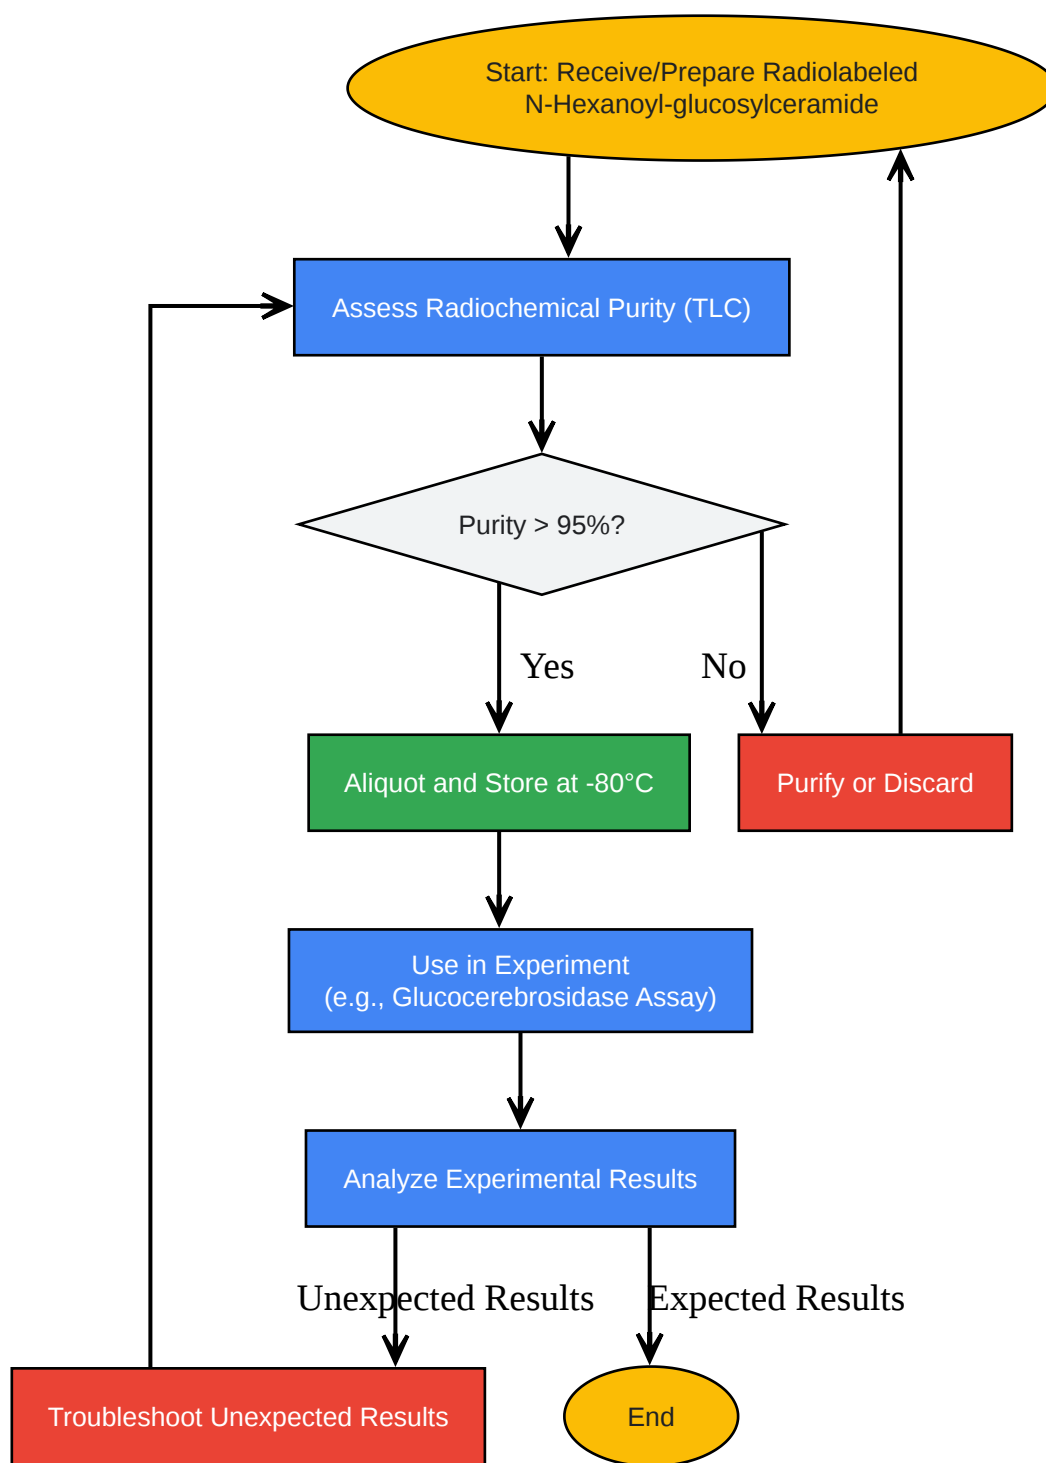 Start: Receive/Prepare Radiolabeled
N-Hexanoyl-glucosylceramide
Assess Radiochemical Purity (TLC)
Purity > 95%?
Yes
No
Aliquot and Store at -80°C
Purify or Discard
Use in Experiment
(e.g., Glucocerebrosidase Assay)
Analyze Experimental Results
Unexpected Results
Expected Results
Troubleshoot Unexpected Results
End